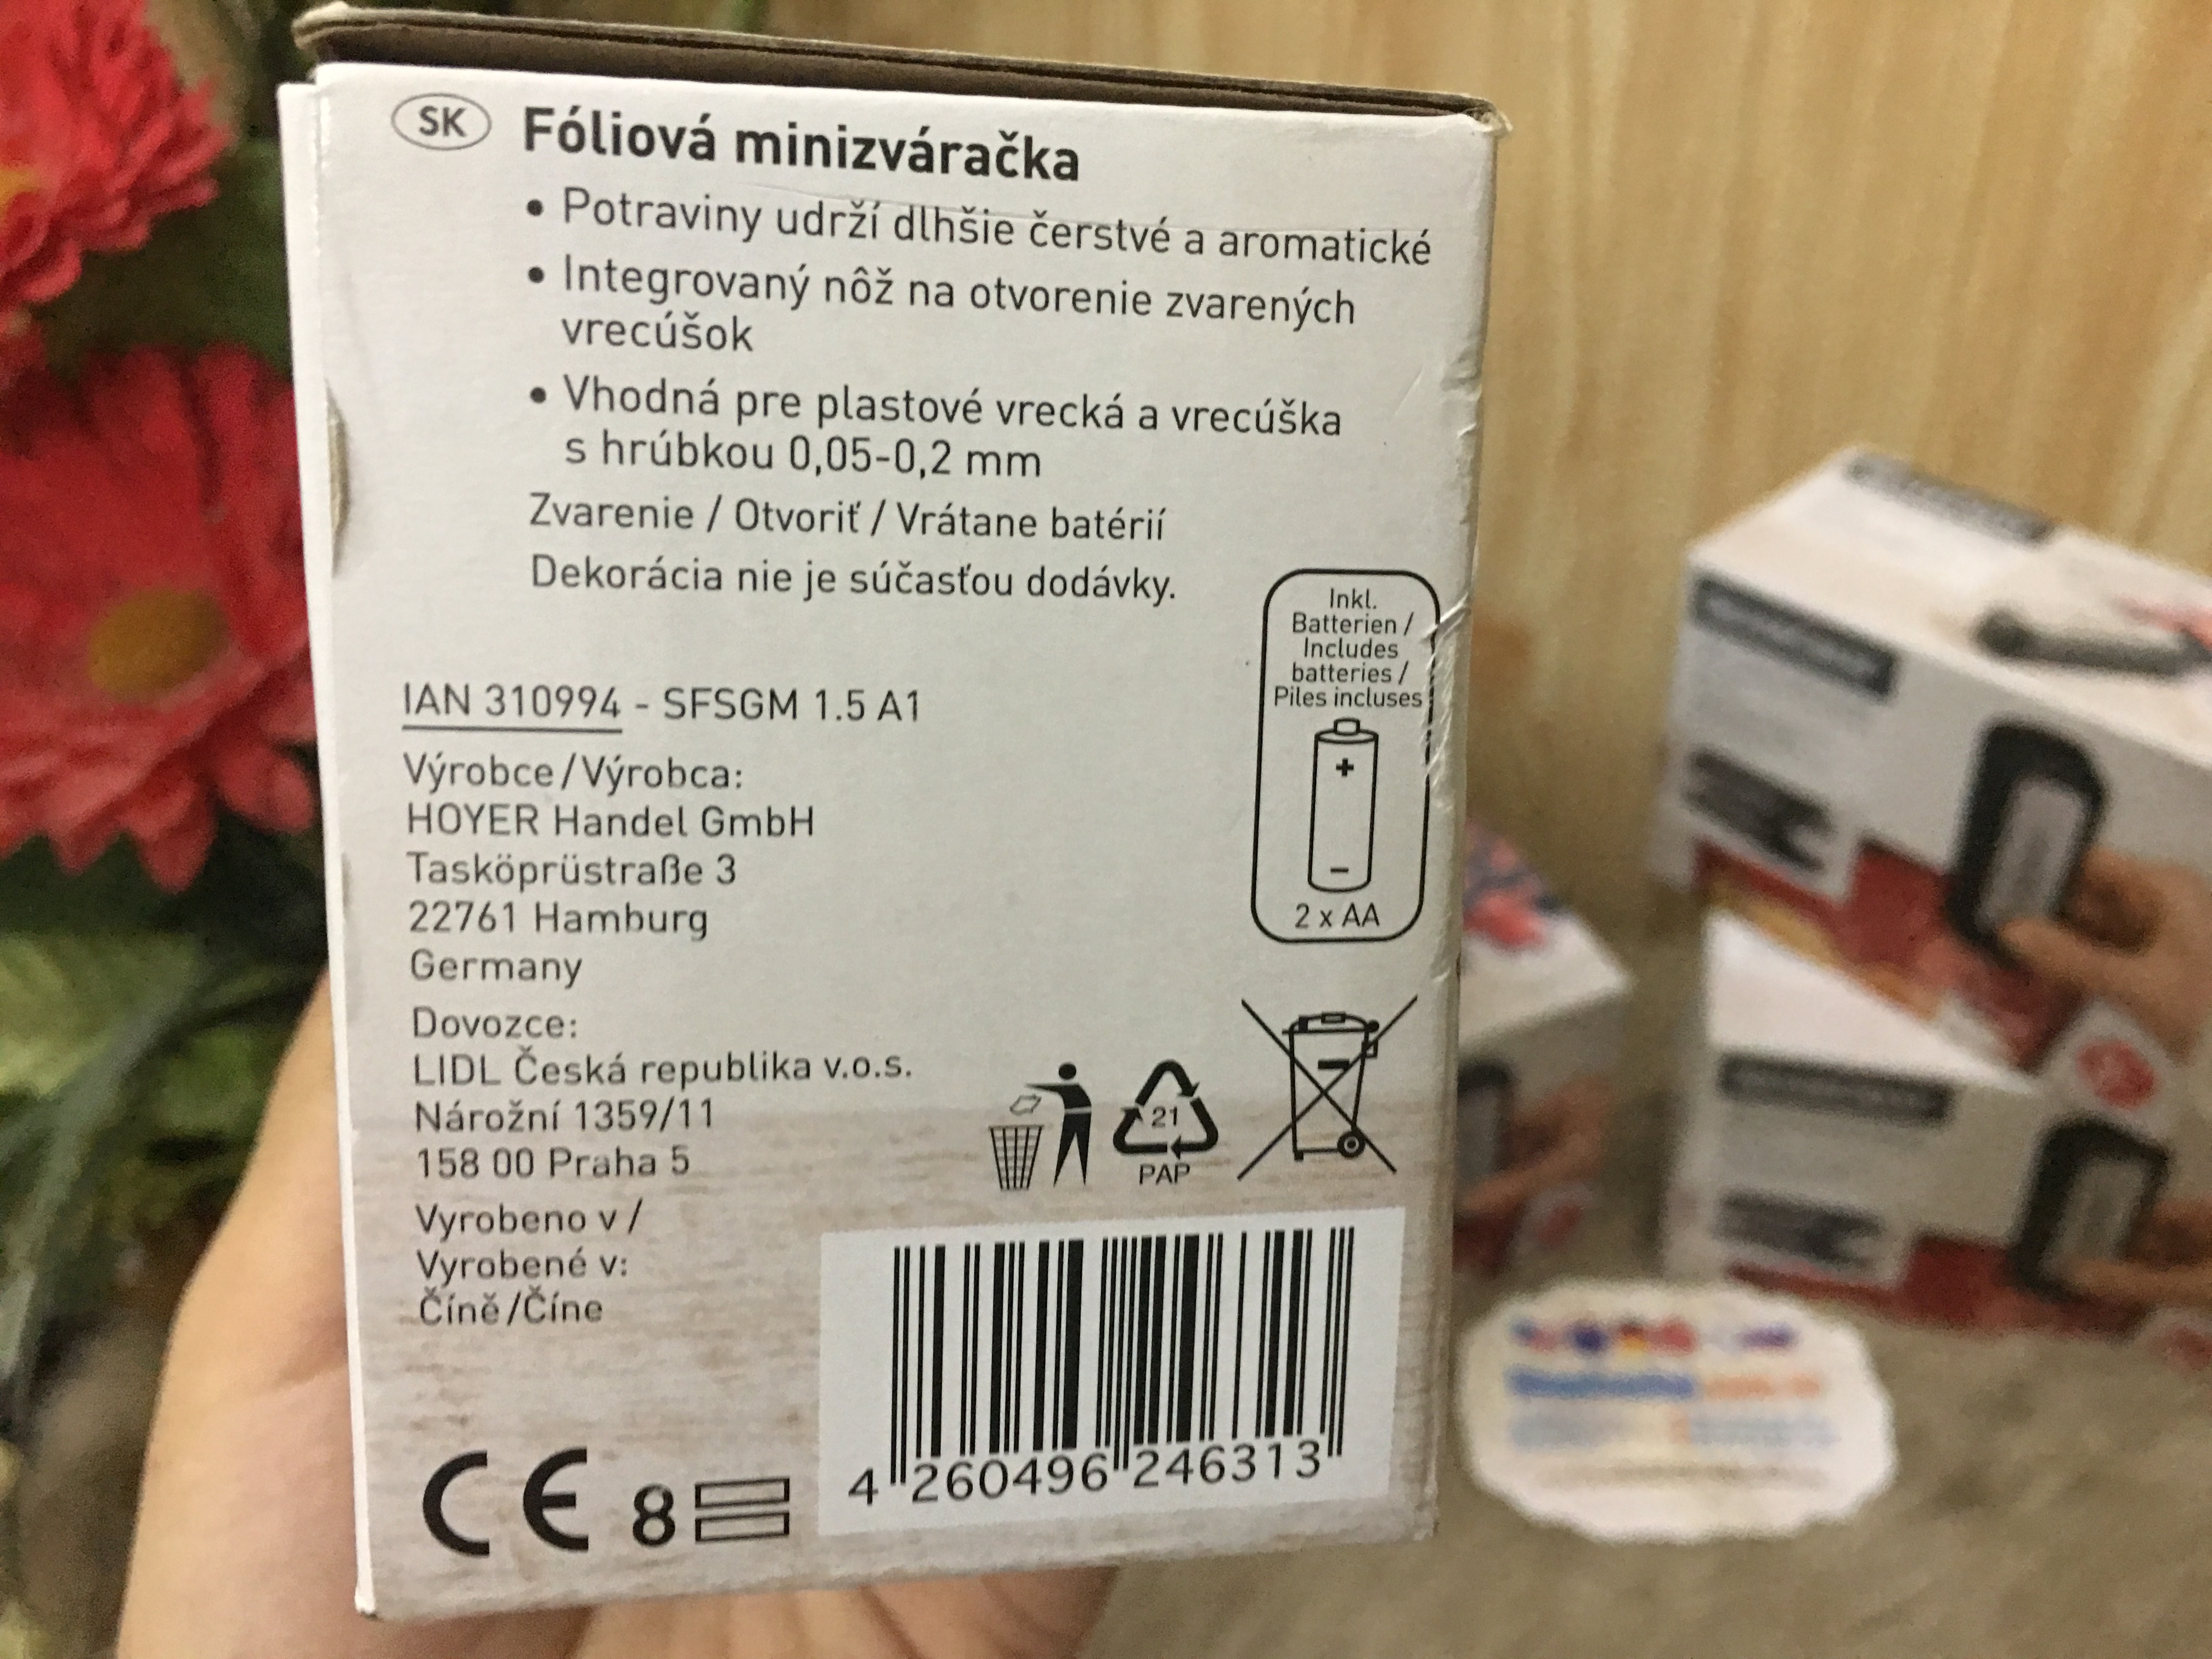 SK
Fóliová minizváračka
• Potraviny udrží dlhšie čerstvé a aromatické
• Integrovaný nôž na otvorenie zvarených
vrecúšok
• Vhodná pre plastové vrecká a vrecúška
s hrúbkou 0,05-0,2 mm
Zvarenie / Otvoriť / Vrátane batérií
Dekorácia nie je súčasťou dodávky.
Inkl.
Batterien /
Includes
batteries /
Piles incluses
+
–
2 x AA
IAN 310994 - SFSGM 1.5 A1
Výrobce/Výrobca:
HOYER Handel GmbH
Tasköprüstraße 3
22761 Hamburg
Germany
Dovozce:
LIDL Česká republika v.o.s.
Nárožní 1359/11
158 00 Praha 5
Vyrobeno v /
Vyrobené v:
Číně/Číne
21
PAP
CE
8
4 260496 246313